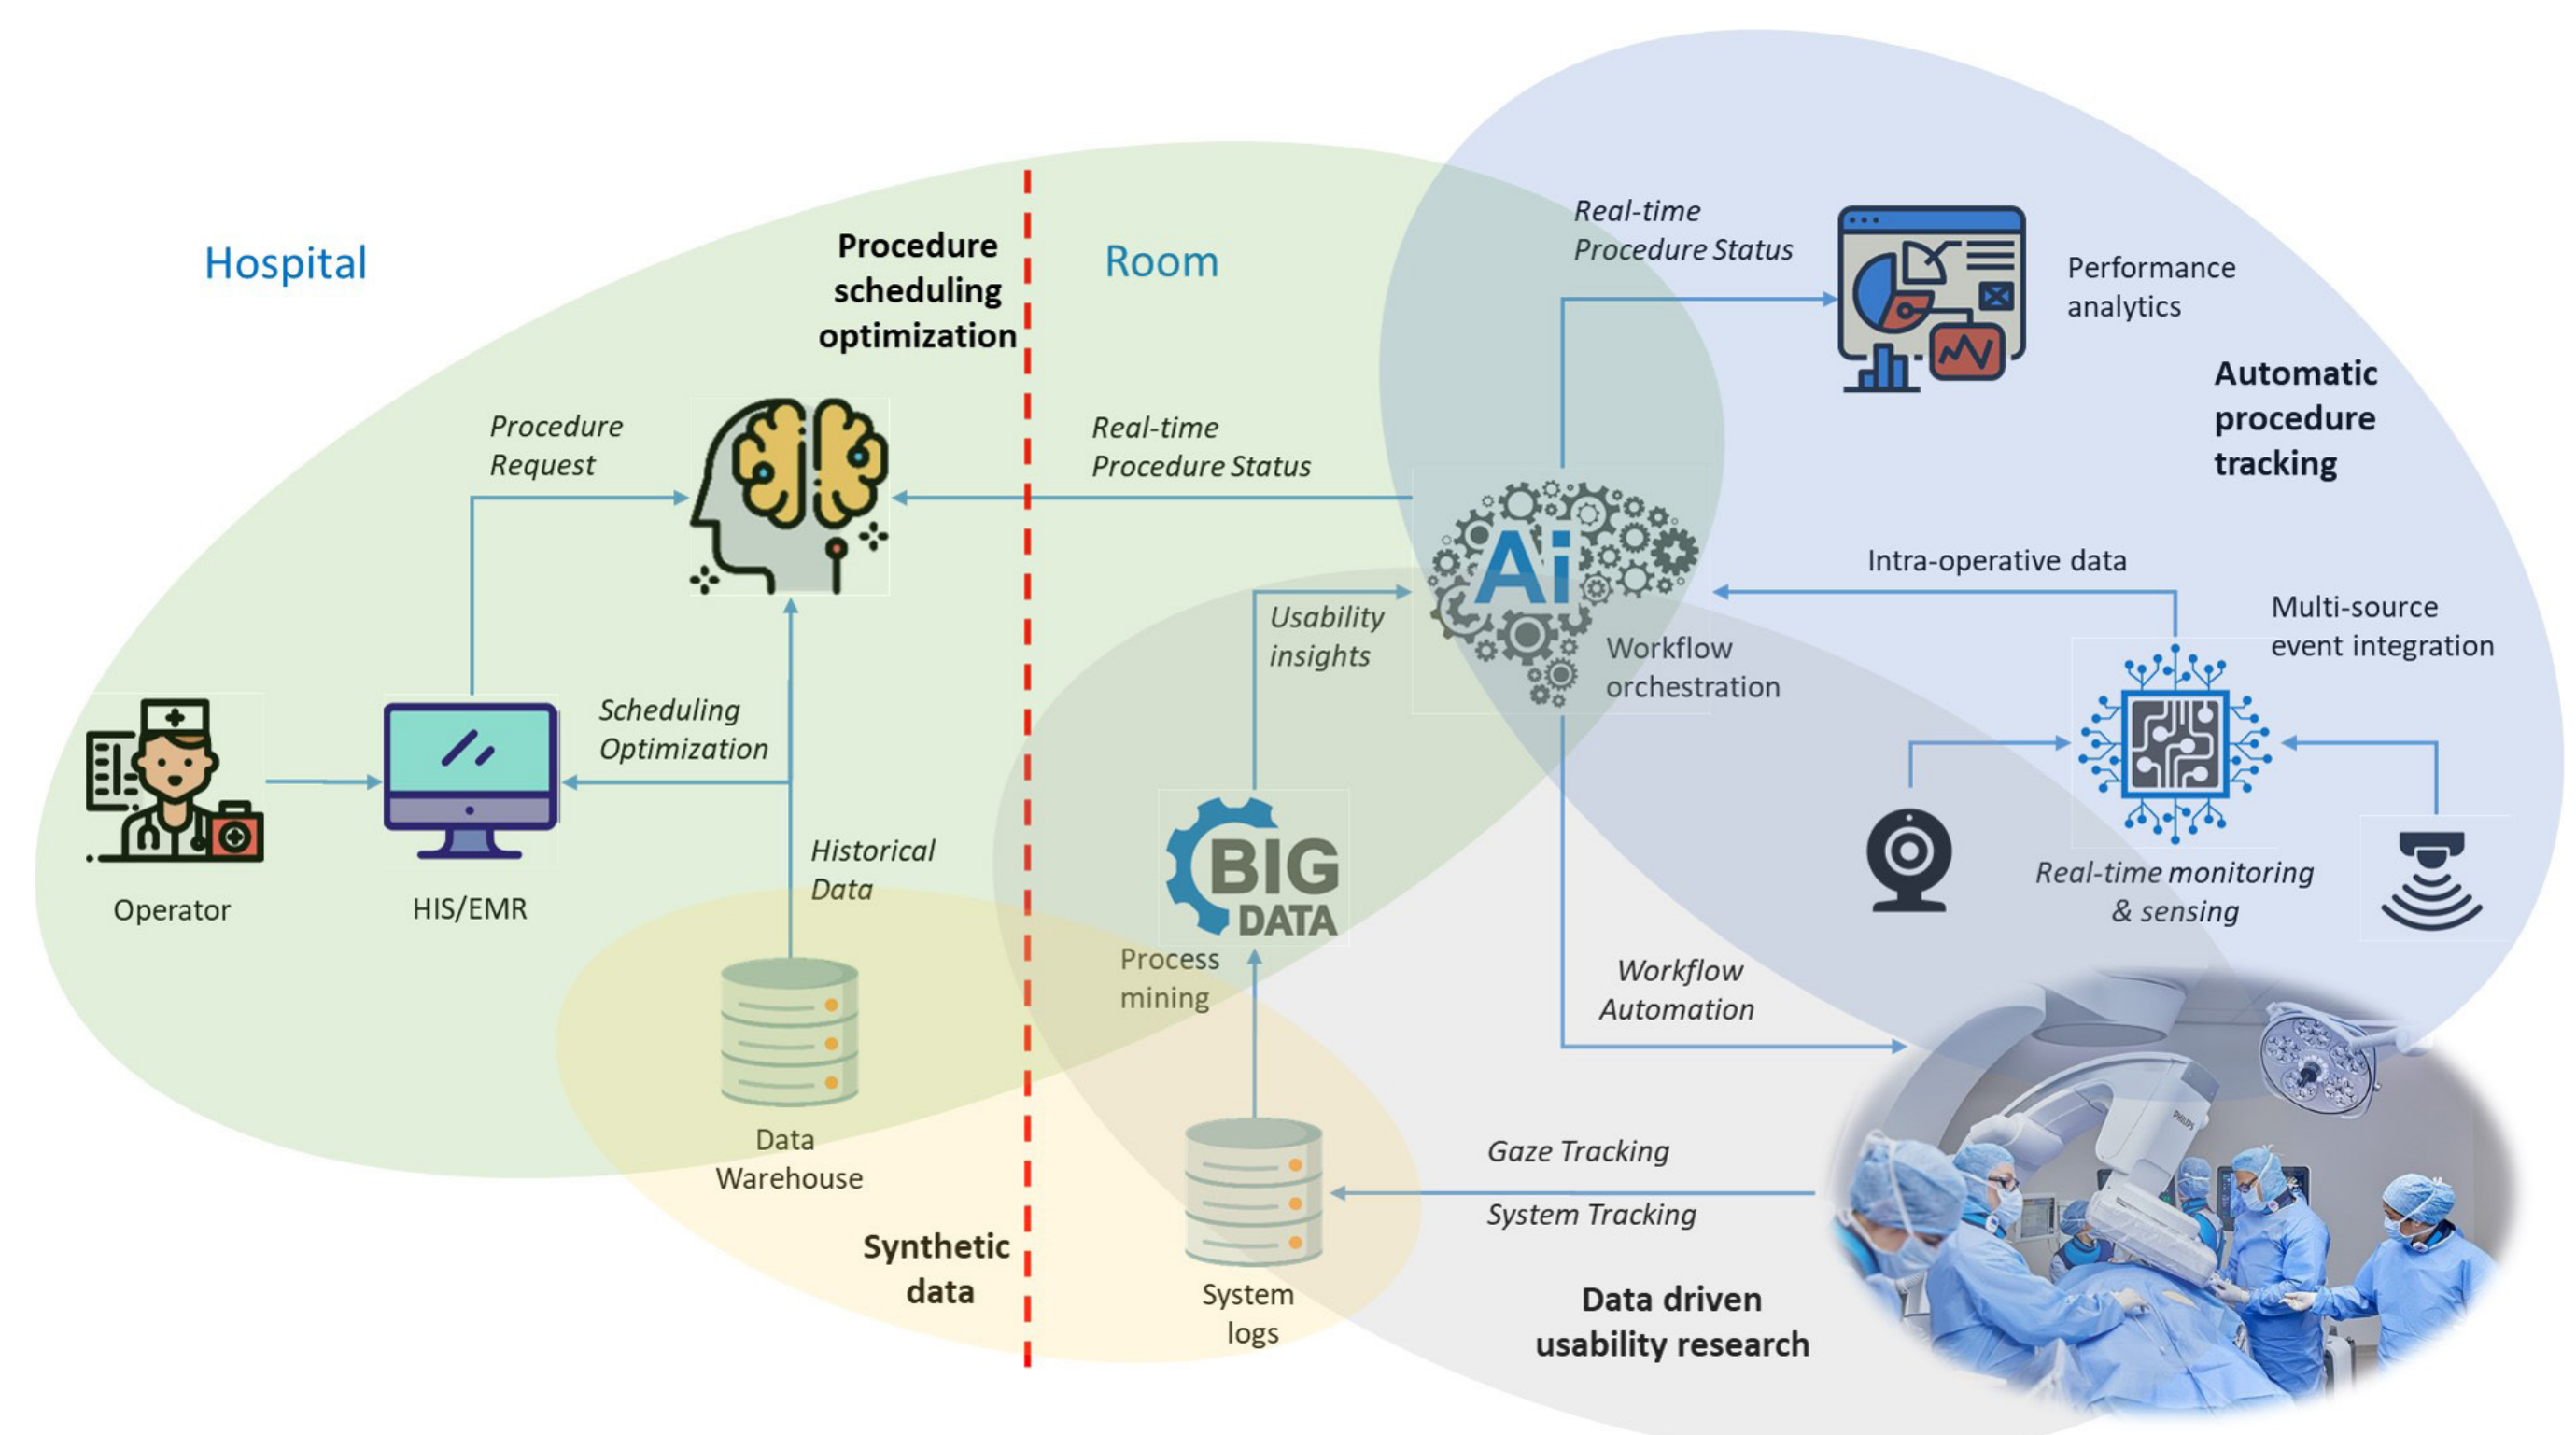 Hospital
Procedure
scheduling
optimization
Room
Real-time
Procedure Status
Performance
analytics
Automatic
procedure
tracking
Procedure
Request
Real-time
Procedure Status
Ai
Intra-operative data
Usability
insights
Workflow
orchestration
Multi-source
event integration
Scheduling
Optimization
Operator
HIS/EMR
Historical
Data
BIG
DATA
Process
mining
Real-time monitoring
& sensing
Workflow
Automation
Data
Warehouse
Gaze Tracking
System Tracking
PHILIPS
Synthetic
data
System
logs
Data driven
usability research